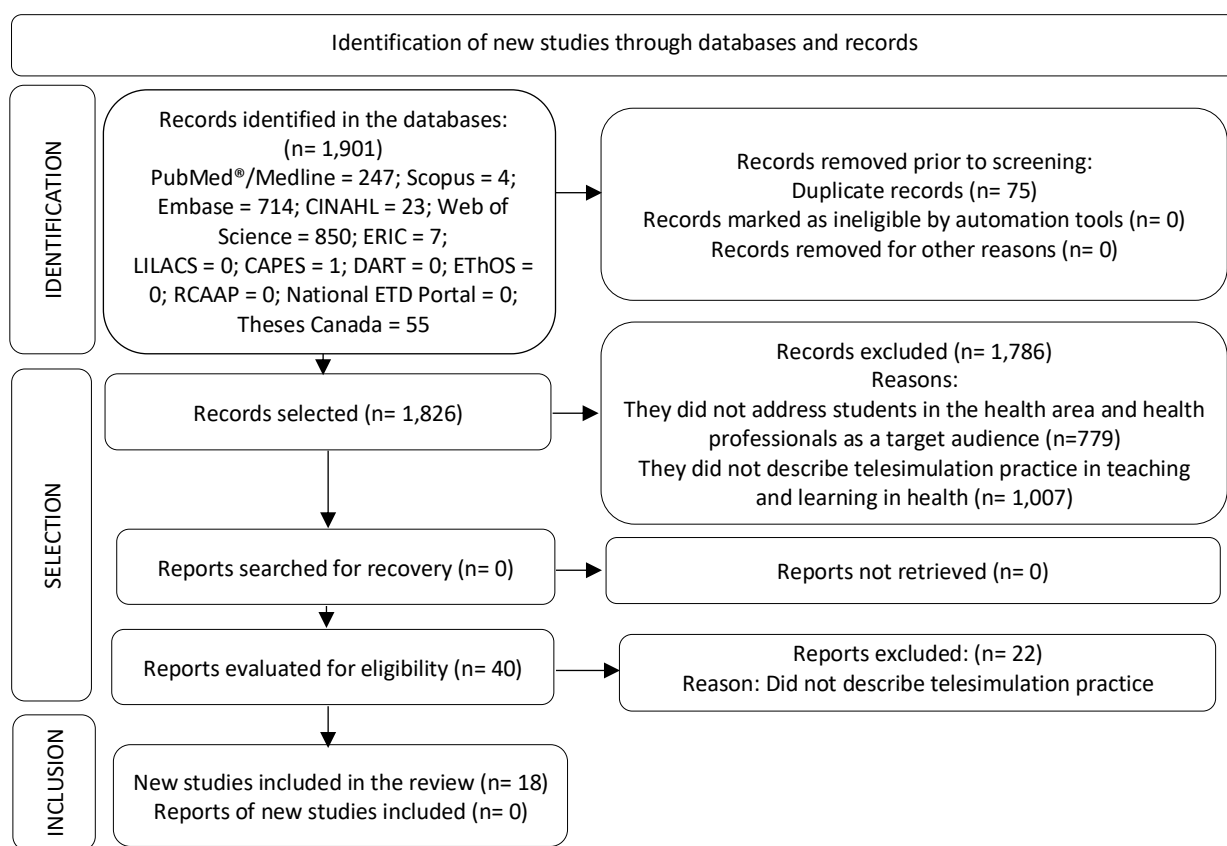 Identification of new studies through databases and records
IDENTIFICATION
Records identified in the databases:
(n= 1,901)
PubMed®/Medline = 247; Scopus = 4;
Embase = 714; CINAHL = 23; Web of
Science = 850; ERIC = 7;
LILACS = 0; CAPES = 1; DART = 0; EThOS =
0; RCAAP = 0; National ETD Portal = 0;
Theses Canada = 55
Records removed prior to screening:
Duplicate records (n= 75)
Records marked as ineligible by automation tools (n= 0)
Records removed for other reasons (n= 0)
SELECTION
Records selected (n= 1,826)
Records excluded (n= 1,786)
Reasons:
They did not address students in the health area and health
professionals as a target audience (n=779)
They did not describe telesimulation practice in teaching
and learning in health (n= 1,007)
Reports searched for recovery (n= 0)
Reports not retrieved (n= 0)
Reports evaluated for eligibility (n= 40)
Reports excluded: (n= 22)
Reason: Did not describe telesimulation practice
INCLUSION
New studies included in the review (n= 18)
Reports of new studies included (n= 0)